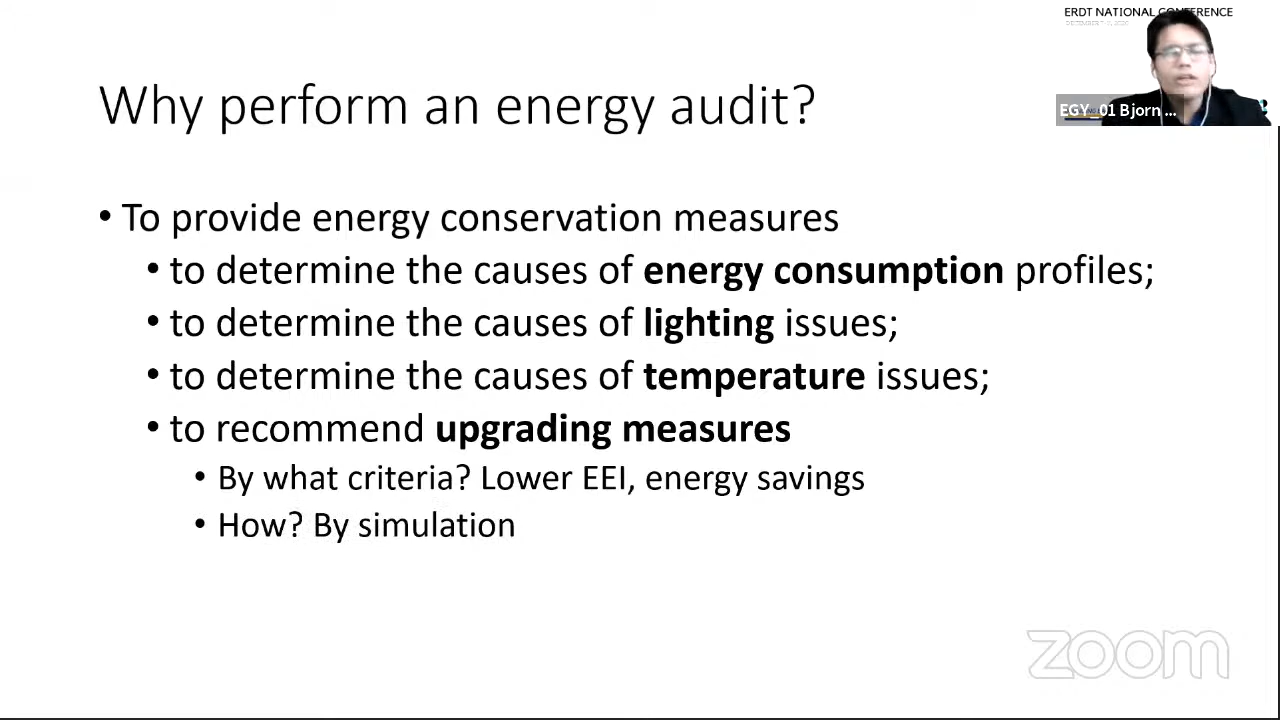 ERDT NATIONAL CONFERENCE
Why perform an energy audit?
EGY_01 Bjorn ...
• To provide energy conservation measures
• to determine the causes of energy consumption profiles;
• to determine the causes of lighting issues;
• to determine the causes of temperature issues;
• to recommend upgrading measures
• By what criteria? Lower EEI, energy savings
• How? By simulation
zoom